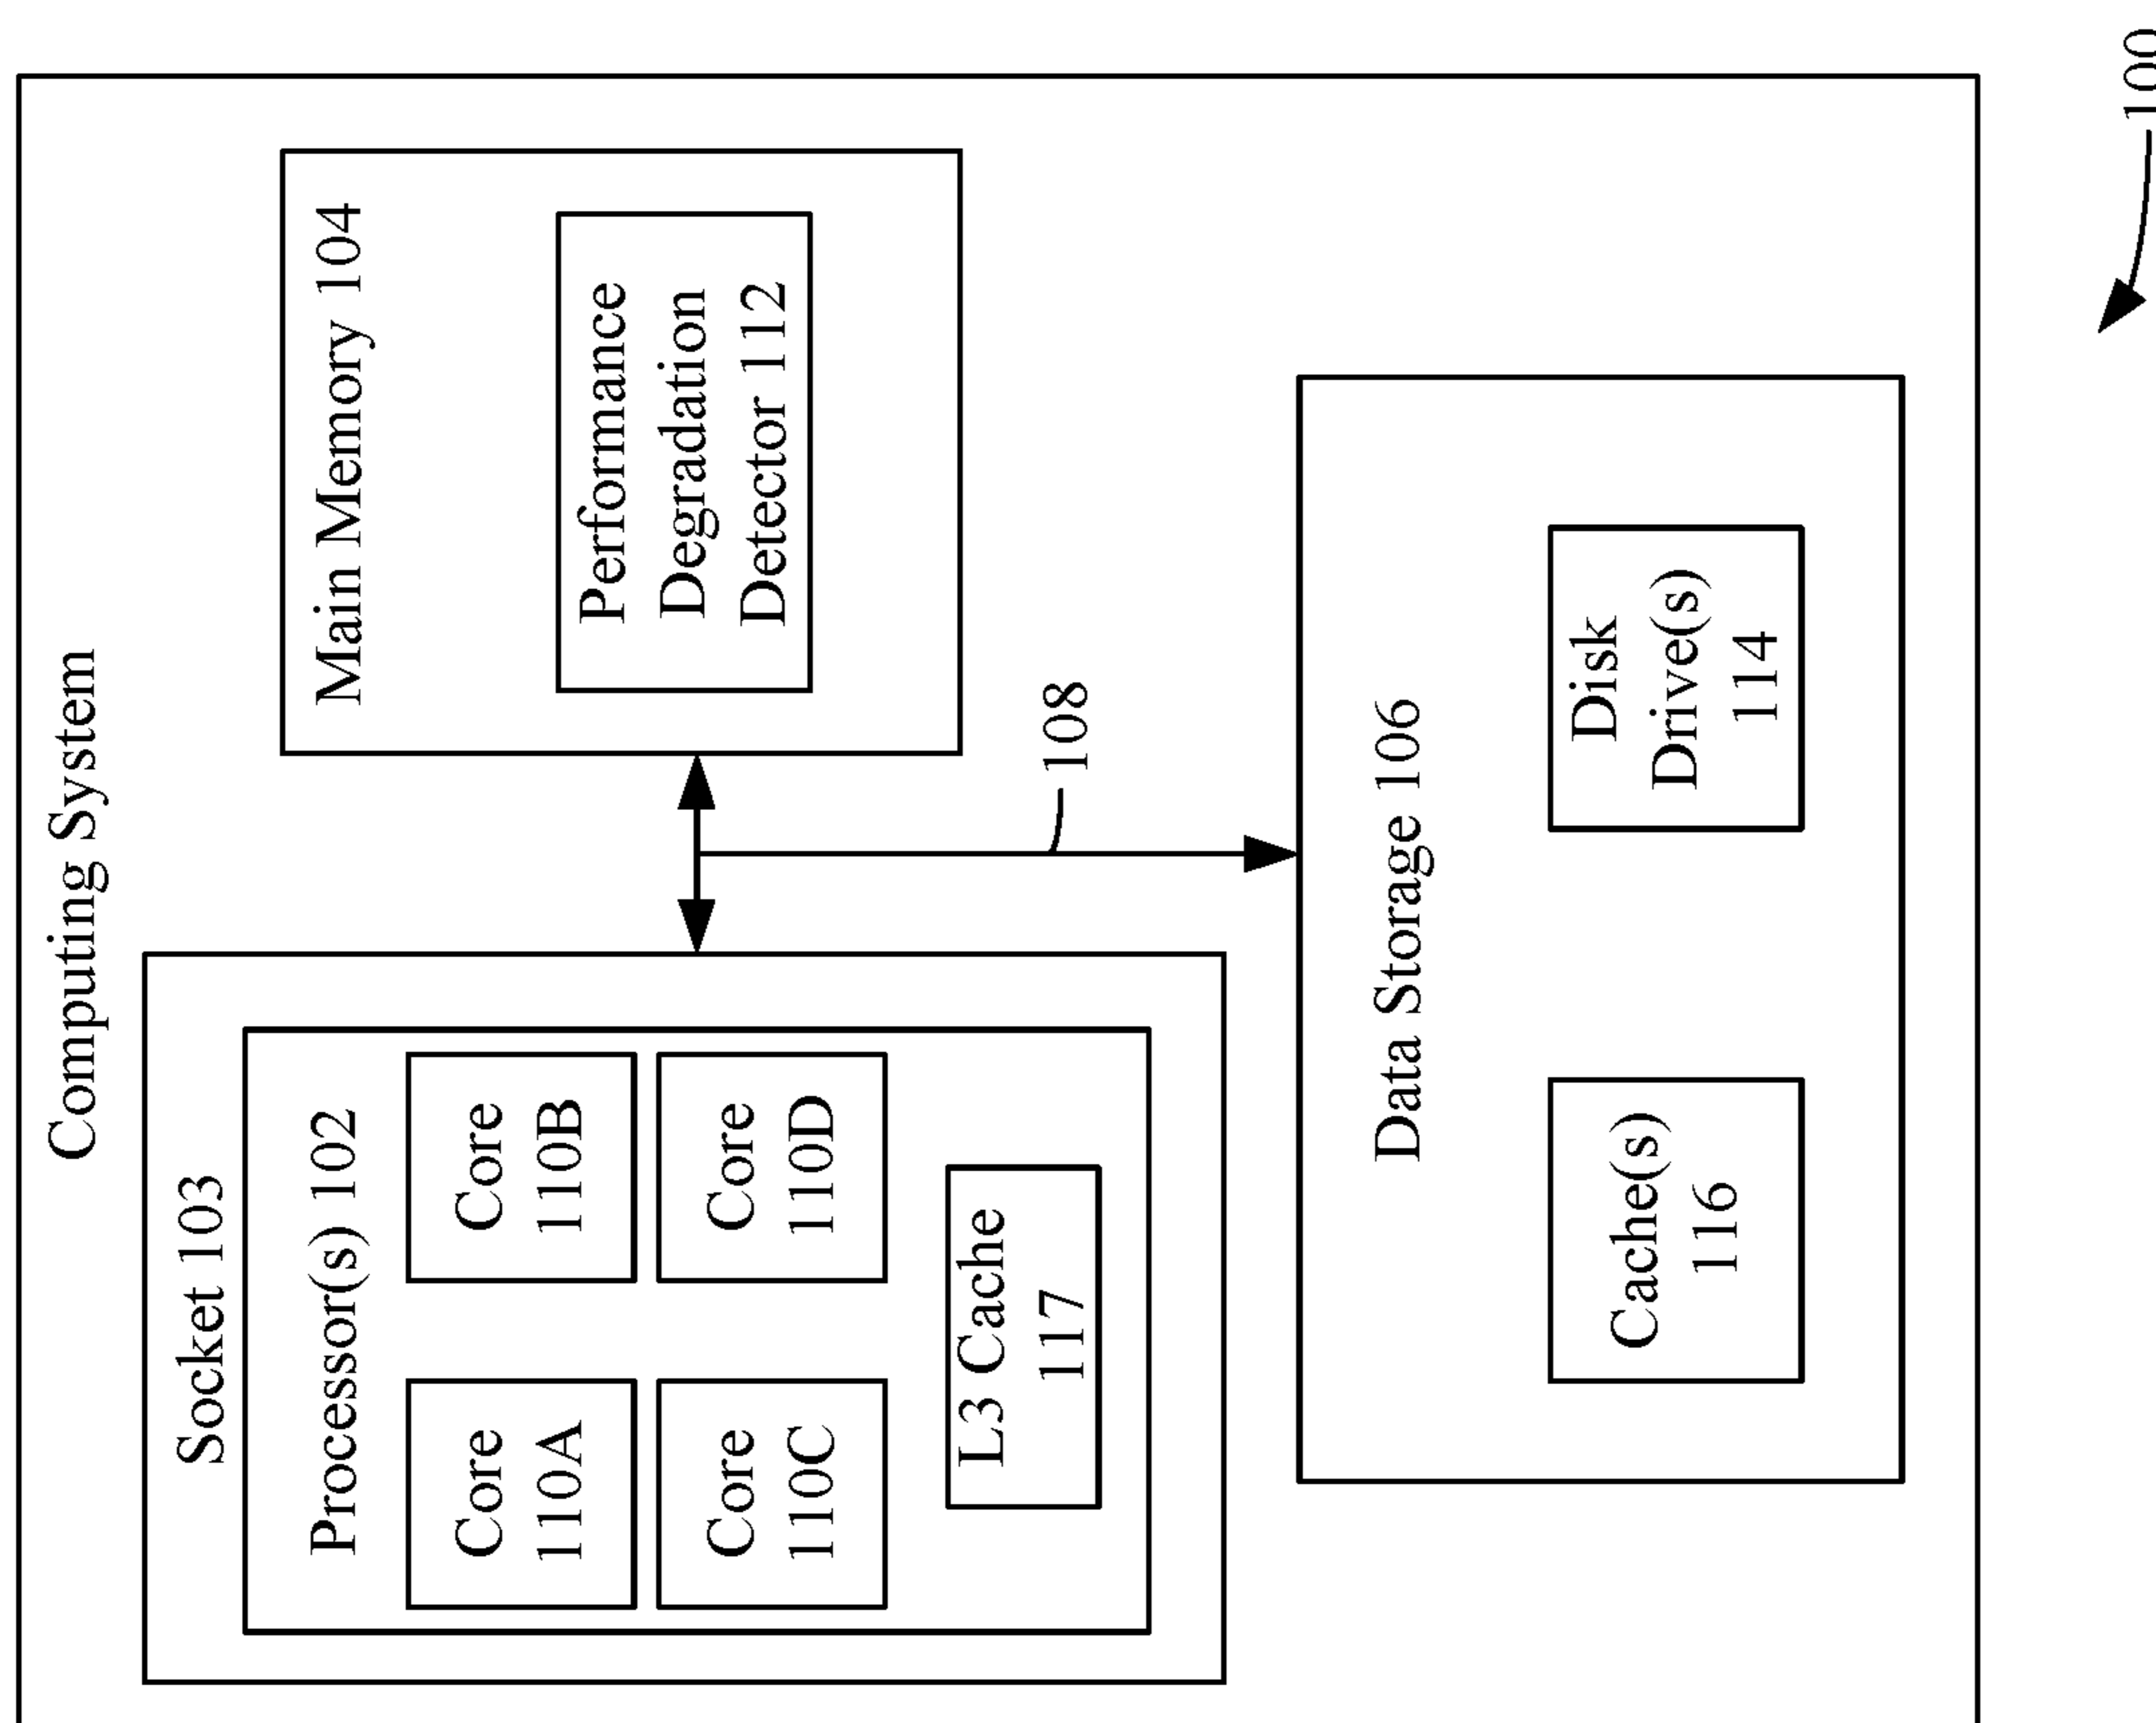 Computing System
Socket 103
Processor(s) 102
Core
110A
Core
110B
Core
110C
Core
110D
L3 Cache
117
Main Memory 104
Performance
Degradation
Detector 112
108
Data Storage 106
Cache(s)
116
Disk
Drive(s)
114
100